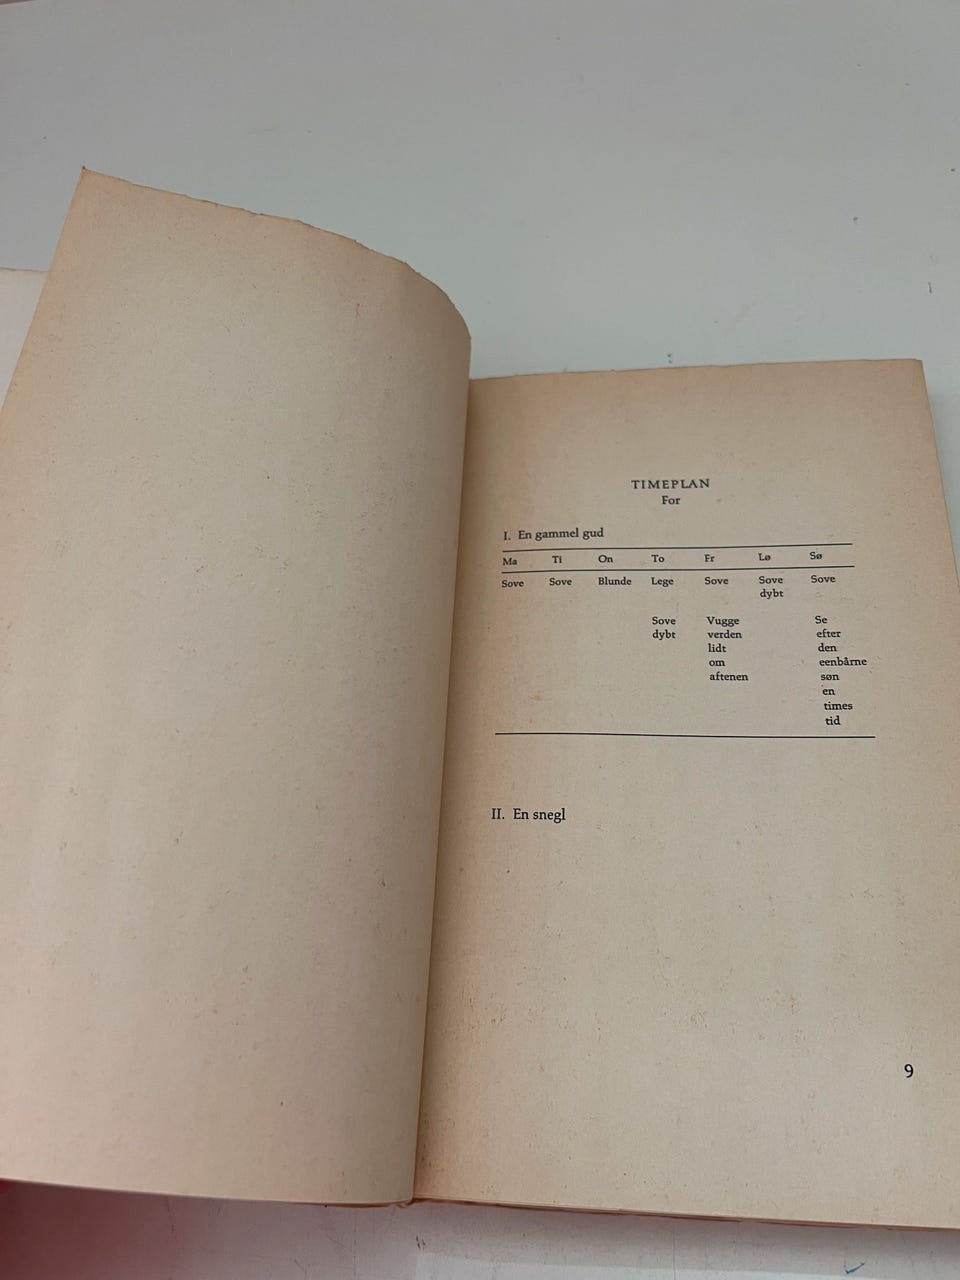 TIMEPLAN
For
I. En gammel gud
Ma Ti On To Fr Lø Sø
Sove Sove Blunde Lege Sove Sove Sove
dybt
Sove Vugge Se
dybt verden efter
lidt den
om eenbårne
aftenen søn
en
times
tid
II. En snegl
9